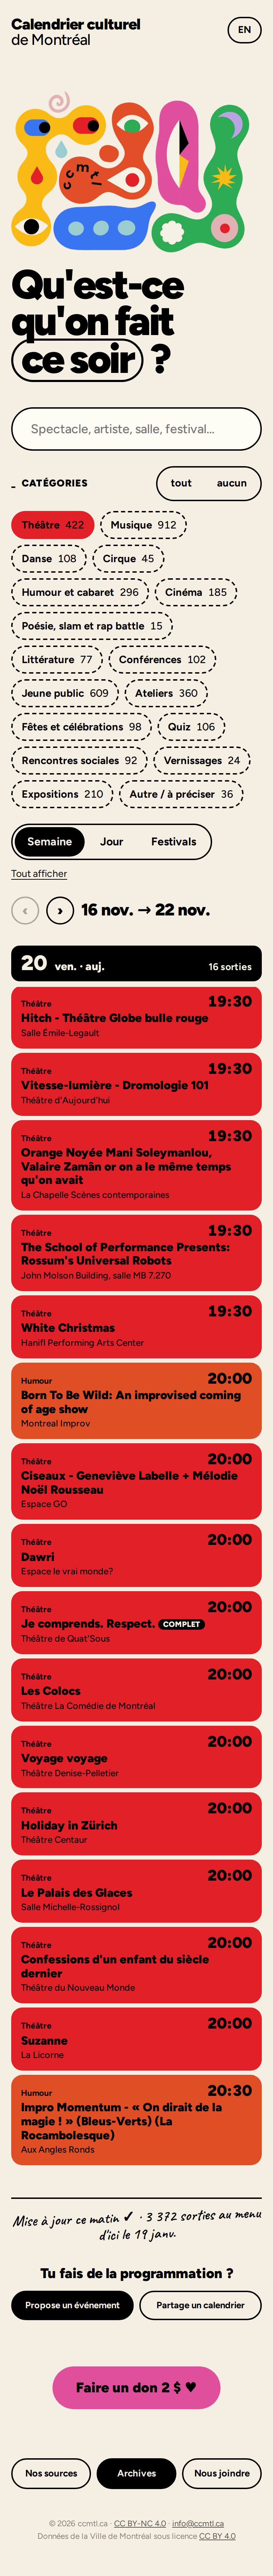 Calendrier culturel
de Montréal
EN
ccmtl
Qu'est-ce
qu'on fait
ce soir ?
Spectacle, artiste, salle, festival...
_ CATÉGORIES
tout aucun
Théâtre 422 Musique 912
Danse 108 Cirque 45
Humour et cabaret 296 Cinéma 185
Poésie, slam et rap battle 15
Littérature 77 Conférences 102
Jeune public 609 Ateliers 360
Fêtes et célébrations 98 Quiz 106
Rencontres sociales 92 Vernissages 24
Expositions 210 Autre / à préciser 36
Semaine Jour Festivals
Tout afficher
‹ › 16 nov. → 22 nov.
20 ven. · auj. 16 sorties
Théâtre 19:30
Hitch - Théâtre Globe bulle rouge
Salle Émile-Legault
Théâtre 19:30
Vitesse-lumière - Dromologie 101
Théâtre d'Aujourd'hui
Théâtre 19:30
Orange Noyée Mani Soleymanlou,
Valaire Zamân or on a le même temps
qu'on avait
La Chapelle Scènes contemporaines
Théâtre 19:30
The School of Performance Presents:
Rossum's Universal Robots
John Molson Building, salle MB 7.270
Théâtre 19:30
White Christmas
Hanifl Performing Arts Center
Humour 20:00
Born To Be Wild: An improvised coming
of age show
Montreal Improv
Théâtre 20:00
Ciseaux - Geneviève Labelle + Mélodie
Noël Rousseau
Espace GO
Théâtre 20:00
Dawri
Espace le vrai monde?
Théâtre 20:00
Je comprends. Respect. COMPLET
Théâtre de Quat'Sous
Théâtre 20:00
Les Colocs
Théâtre La Comédie de Montréal
Théâtre 20:00
Voyage voyage
Théâtre Denise-Pelletier
Théâtre 20:00
Holiday in Zürich
Théâtre Centaur
Théâtre 20:00
Le Palais des Glaces
Salle Michelle-Rossignol
Théâtre 20:00
Confessions d'un enfant du siècle
dernier
Théâtre du Nouveau Monde
Théâtre 20:00
Suzanne
La Licorne
Humour 20:30
Impro Momentum - « On dirait de la
magie ! » (Bleus-Verts) (La
Rocambolesque)
Aux Angles Ronds
Mise à jour ce matin ✓ · 3 372 sorties au menu
d'ici le 19 janv.
Tu fais de la programmation ?
Propose un événement Partage un calendrier
Faire un don 2 $ ♥
Nos sources Archives Nous joindre
© 2026 ccmtl.ca · CC BY-NC 4.0 · info@ccmtl.ca
Données de la Ville de Montréal sous licence CC BY 4.0